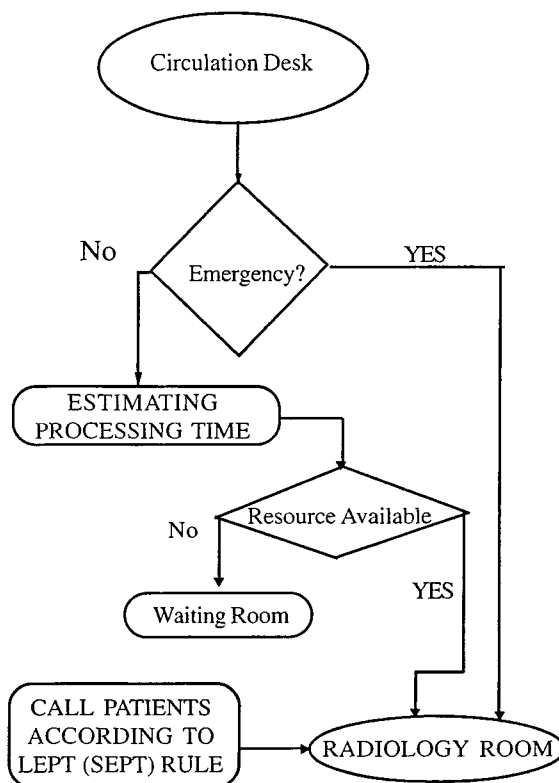 Circulation Desk
No
YES
Emergency?
ESTIMATING
PROCESSING TIME
Resource Available
No
YES
Waiting Room
CALL PATIENTS
ACCORDING TO
LEPT (SEPT) RULE
RADIOLOGY ROOM